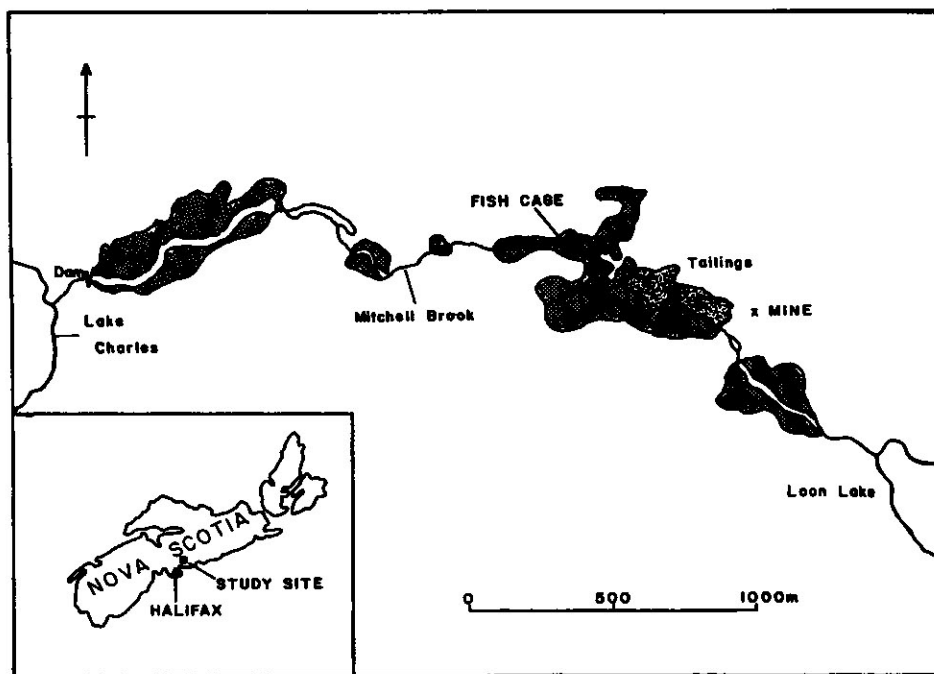 FISH CAGE
Tailings
Dam
x MINE
Mitchell Brook
Lake
Charles
Loon Lake
NOVA SCOTIA
STUDY SITE
HALIFAX
0 500 1000m